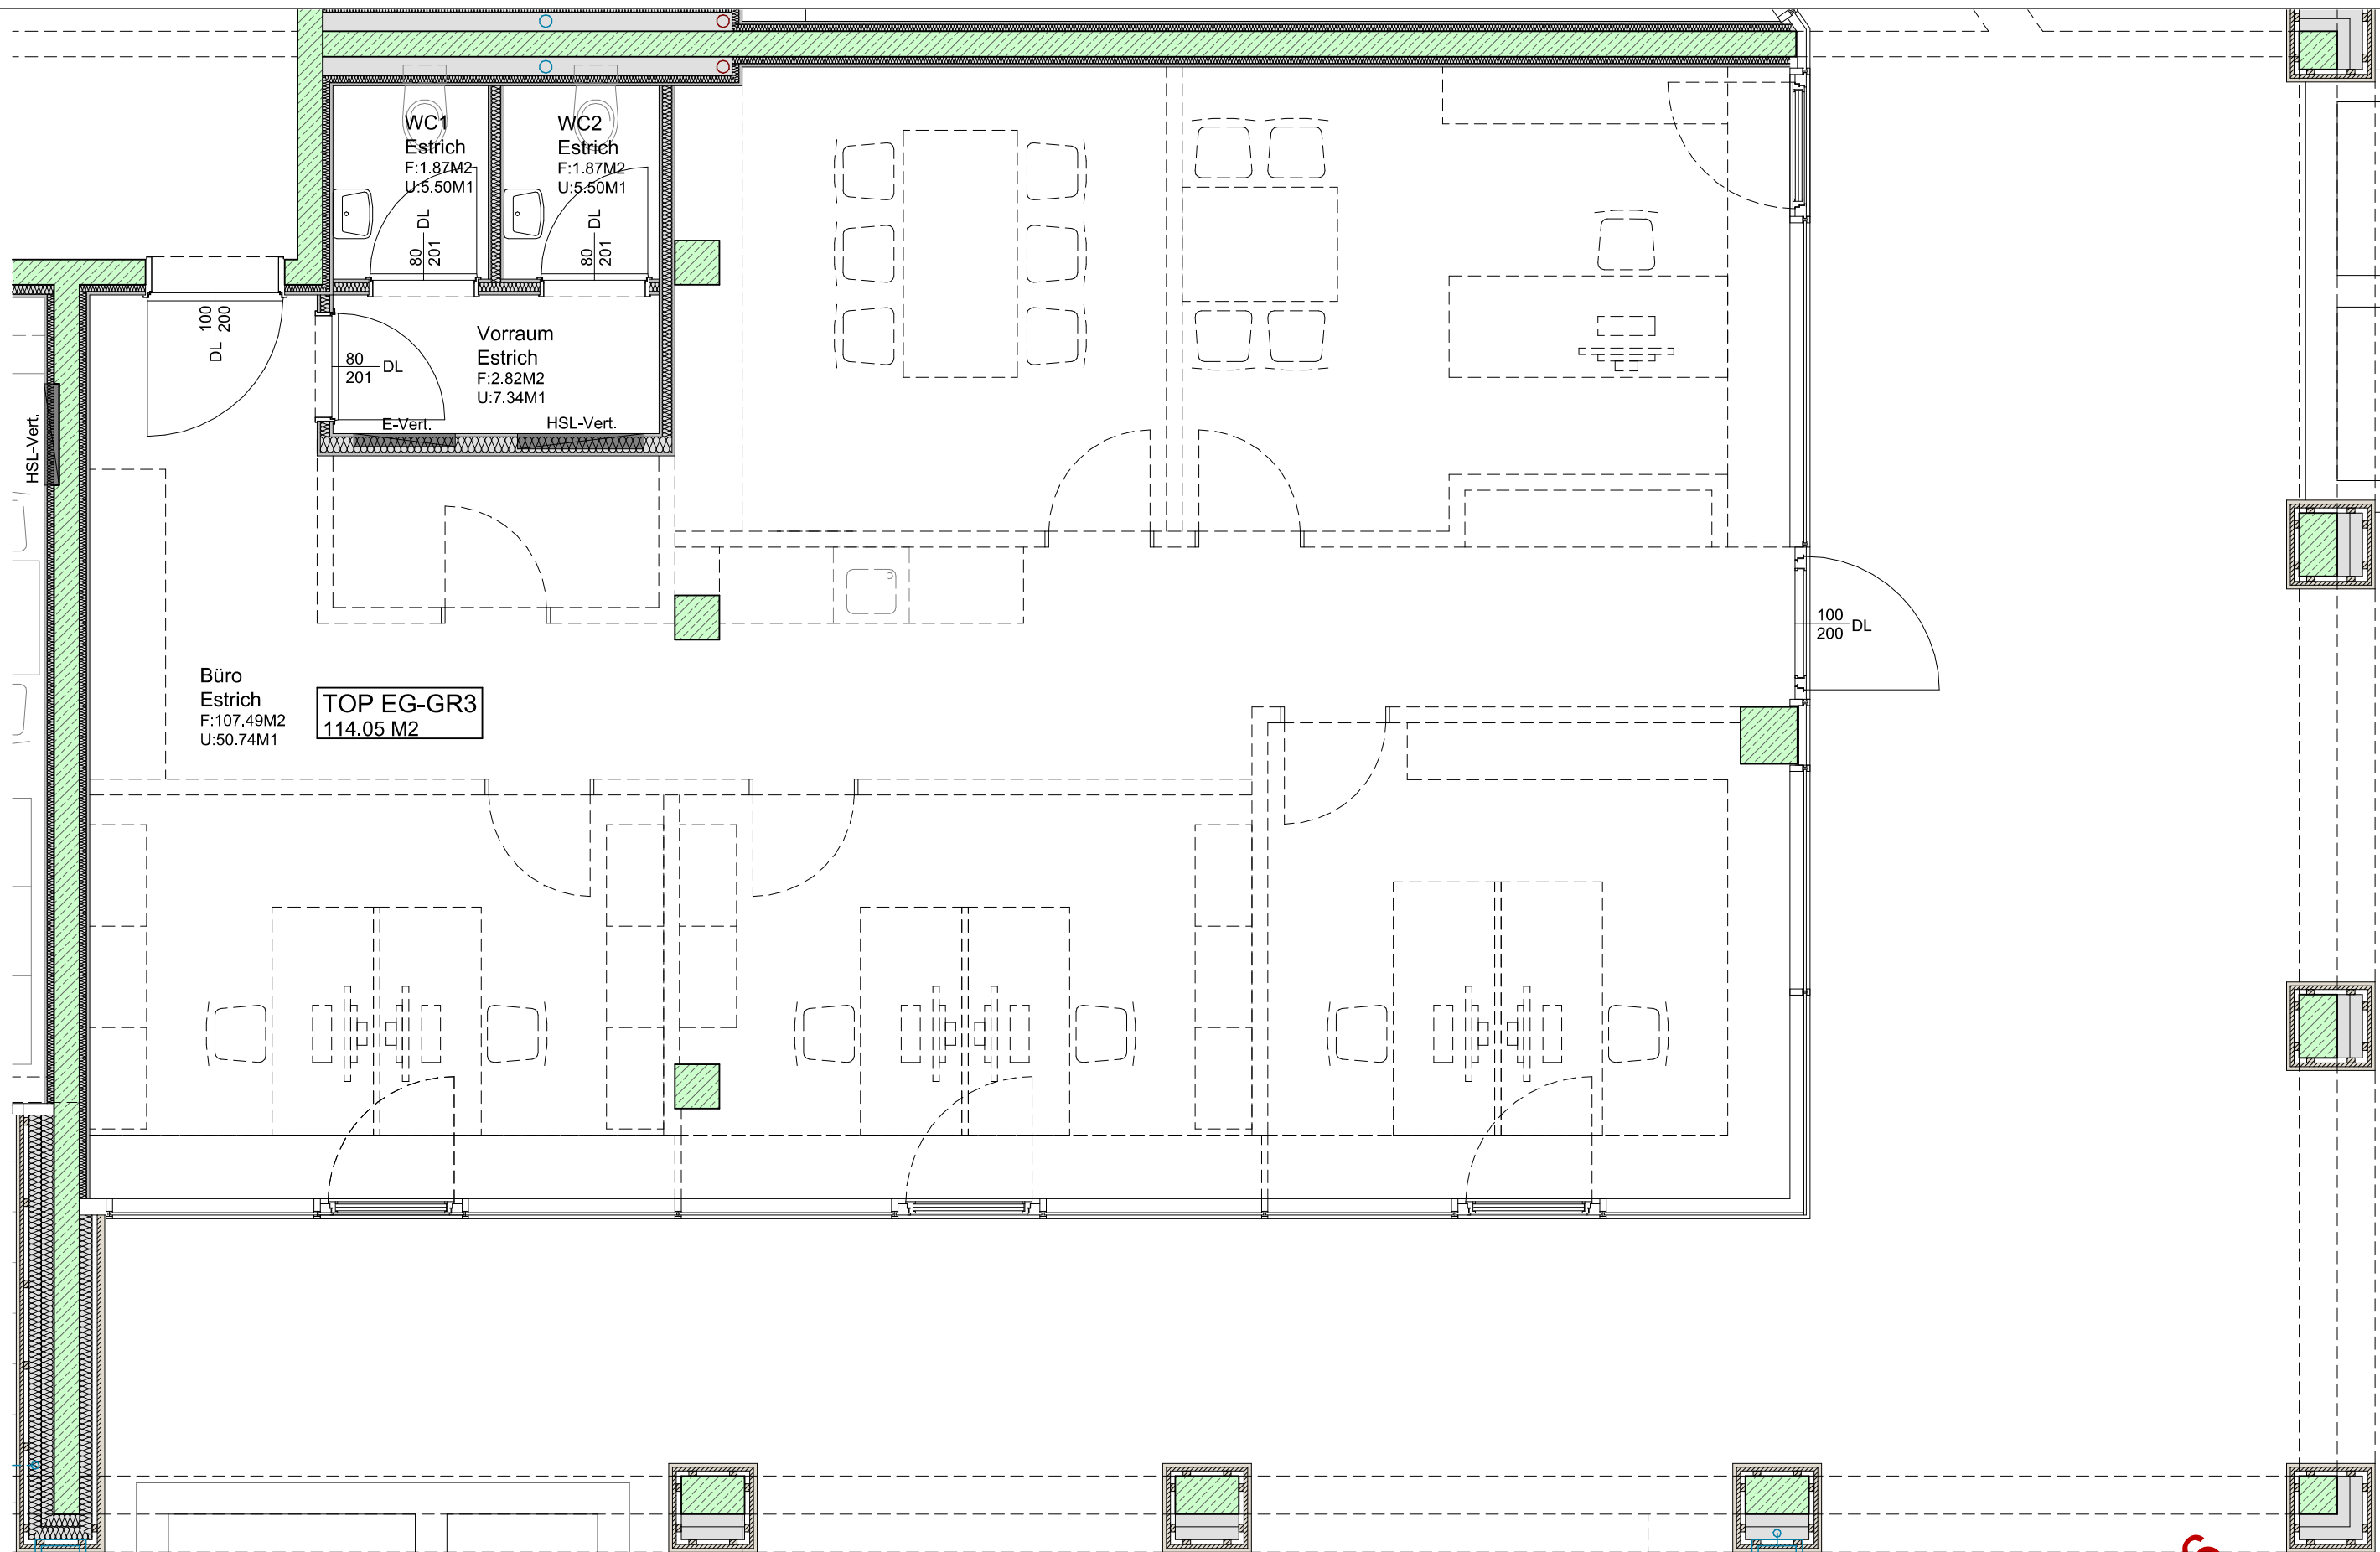 WC1
Estrich
F:1.87M2
U:5.50M1
WC2
Estrich
F:1.87M2
U:5.50M1
80
201
DL
80
201
DL
100
200
DL
Vorraum
Estrich
F:2.82M2
U:7.34M1
80
201
DL
E-Vert.
HSL-Vert.
HSL-Vert.
100
200
DL
Büro
Estrich
F:107.49M2
U:50.74M1
TOP EG-GR3
114.05 M2